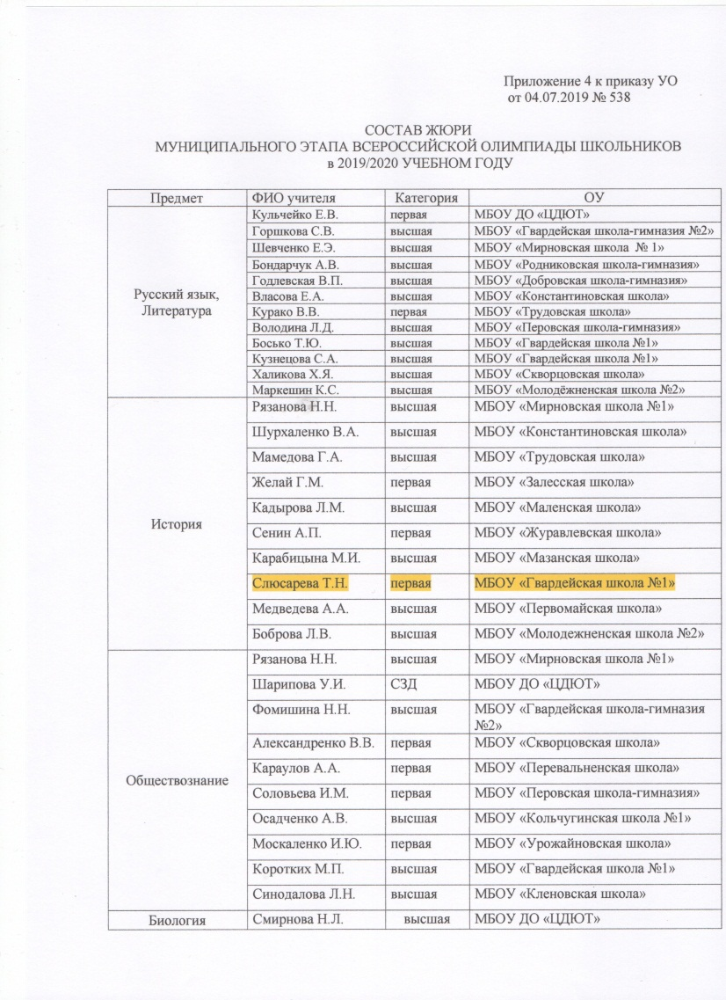 Приложение 4 к приказу УО
от 04.07.2019 № 538
СОСТАВ ЖЮРИ
МУНИЦИПАЛЬНОГО ЭТАПА ВСЕРОССИЙСКОЙ ОЛИМПИАДЫ ШКОЛЬНИКОВ
в 2019/2020 УЧЕБНОМ ГОДУ
Предмет ФИО учителя Категория ОУ
Русский язык,
Литература
Кульчейко Е.В. первая МБОУ ДО «ЦДЮТ»
Горшкова С.В. высшая МБОУ «Гвардейская школа-гимназия №2»
Шевченко Е.Э. высшая МБОУ «Мирновская школа № 1»
Бондарчук А.В. высшая МБОУ «Родниковская школа-гимназия»
Годлевская В.П. высшая МБОУ «Добровская школа-гимназия»
Власова Е.А. высшая МБОУ «Константиновская школа»
Курако В.В. первая МБОУ «Трудовская школа»
Володина Л.Д. высшая МБОУ «Перовская школа-гимназия»
Босько Т.Ю. высшая МБОУ «Гвардейская школа №1»
Кузнецова С.А. высшая МБОУ «Гвардейская школа №1»
Халикова Х.Я. высшая МБОУ «Скворцовская школа»
Маркешин К.С. высшая МБОУ «Молодёжненская школа №2»
История
Рязанова Н.Н. высшая МБОУ «Мирновская школа №1»
Шурхаленко В.А. высшая МБОУ «Константиновская школа»
Мамедова Г.А. высшая МБОУ «Трудовская школа»
Желай Г.М. первая МБОУ «Залесская школа»
Кадырова Л.М. высшая МБОУ «Маленская школа»
Сенин А.П. первая МБОУ «Журавлевская школа»
Карабицына М.И. высшая МБОУ «Мазанская школа»
Слюсарева Т.Н. первая МБОУ «Гвардейская школа №1»
Медведева А.А. высшая МБОУ «Первомайская школа»
Боброва Л.В. высшая МБОУ «Молодежненская школа №2»
Обществознание
Рязанова Н.Н. высшая МБОУ «Мирновская школа №1»
Шарипова У.И. СЗД МБОУ ДО «ЦДЮТ»
Фомишина Н.Н. высшая МБОУ «Гвардейская школа-гимназия
№2»
Александренко В.В. первая МБОУ «Скворцовская школа»
Караулов А.А. первая МБОУ «Перевальненская школа»
Соловьева И.М. первая МБОУ «Перовская школа-гимназия»
Осадченко А.В. высшая МБОУ «Кольчугинская школа №1»
Москаленко И.Ю. первая МБОУ «Урожайновская школа»
Коротких М.П. высшая МБОУ «Гвардейская школа №1»
Синодалова Л.Н. высшая МБОУ «Кленовская школа»
Биология Смирнова Н.Л. высшая МБОУ ДО «ЦДЮТ»